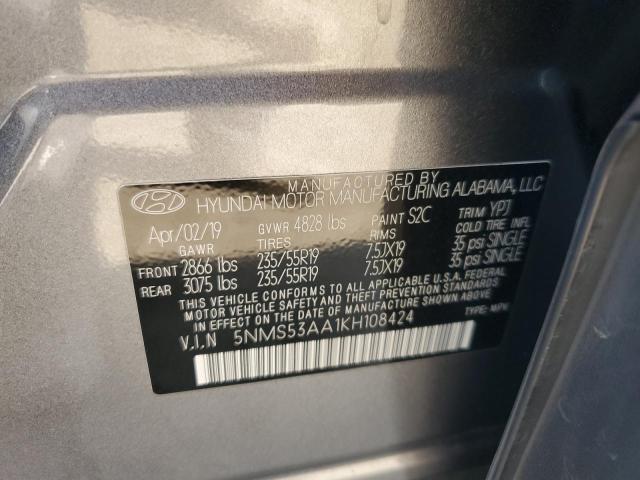 MANUFACTURED BY
HYUNDAI MOTOR MANUFACTURING ALABAMA, LLC
Apr/02/19 GVWR 4828 lbs PAINT S2C TRIM YPJ
GAWR TIRES RIMS COLD TIRE INFL
FRONT 2866 lbs 235/55R19 7.5JX19 35 psi SINGLE
REAR 3075 lbs 235/55R19 7.5JX19 35 psi SINGLE
THIS VEHICLE CONFORMS TO ALL APPLICABLE U.S.A. FEDERAL
MOTOR VEHICLE SAFETY AND THEFT PREVENTION STANDARDS IN
EFFECT ON THE DATE OF MANUFACTURE SHOWN ABOVE.
V.I.N 5NMS53AA1KH108424 TYPE: MPV